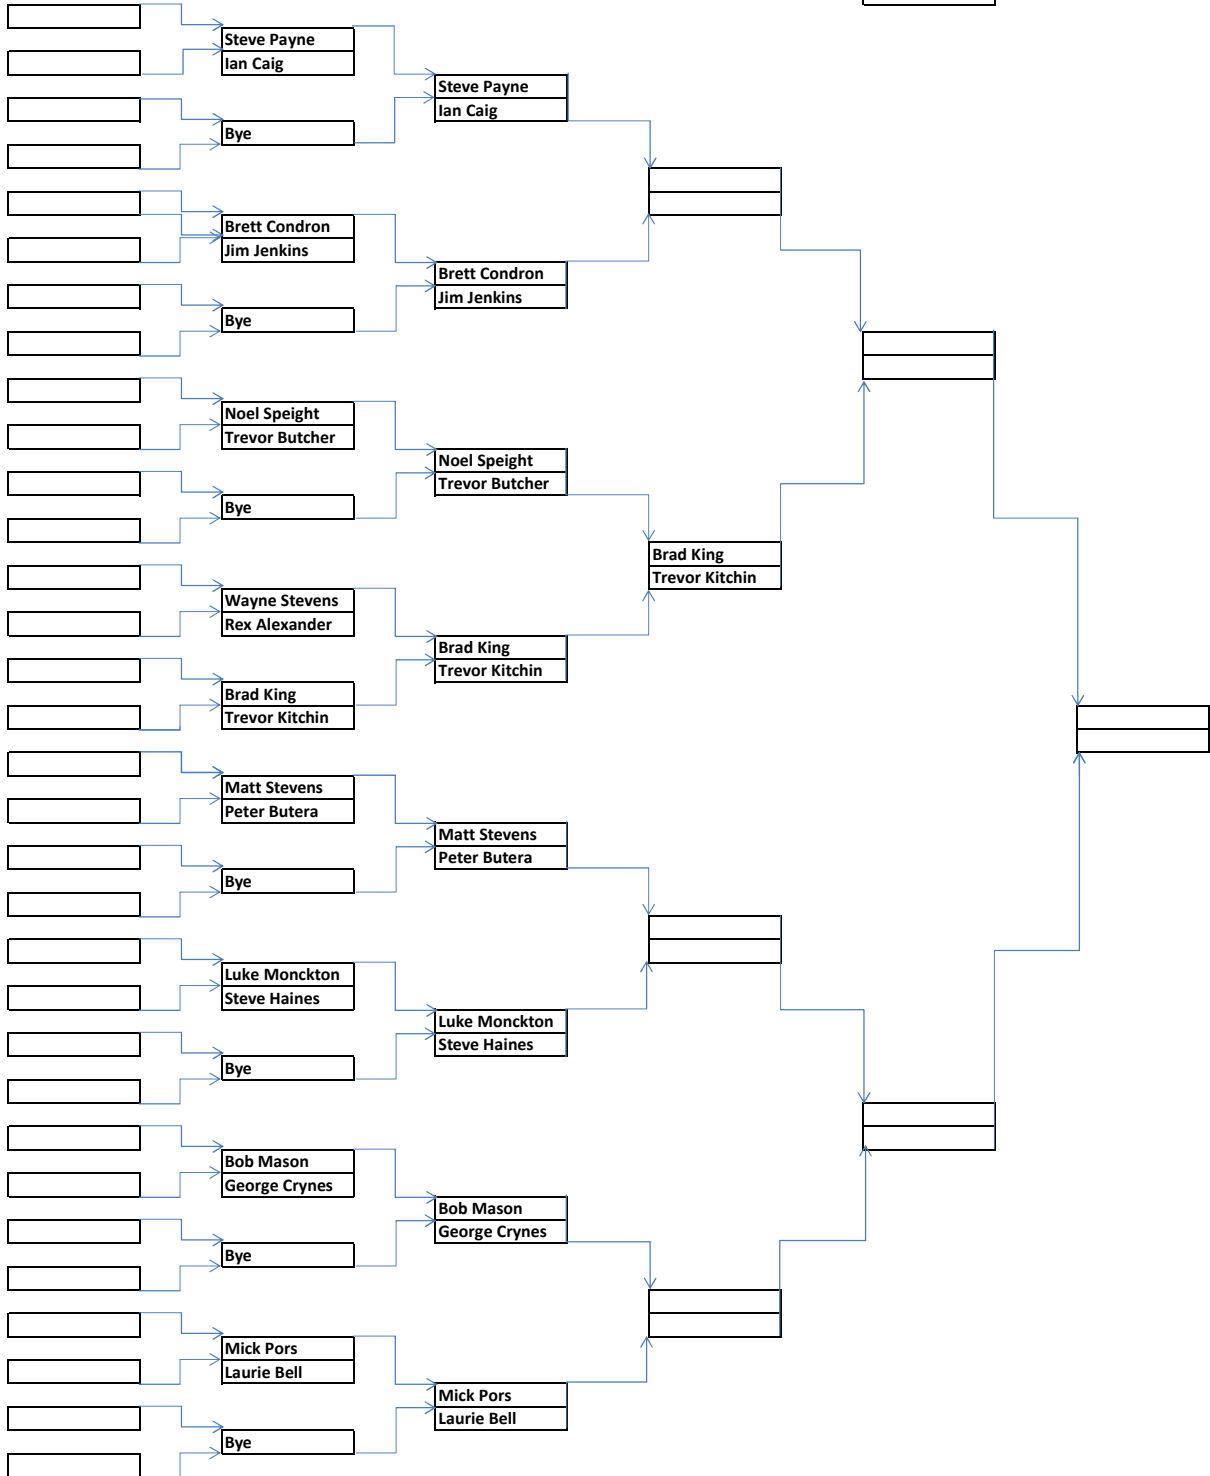 Steve Payne
Ian Caig
Steve Payne
Ian Caig
Bye
Brett Condron
Jim Jenkins
Brett Condron
Jim Jenkins
Bye
Noel Speight
Trevor Butcher
Noel Speight
Trevor Butcher
Bye
Brad King
Trevor Kitchin
Wayne Stevens
Rex Alexander
Brad King
Trevor Kitchin
Brad King
Trevor Kitchin
Matt Stevens
Peter Butera
Matt Stevens
Peter Butera
Bye
Luke Monckton
Steve Haines
Luke Monckton
Steve Haines
Bye
Bob Mason
George Crynes
Bob Mason
George Crynes
Bye
Mick Pors
Laurie Bell
Mick Pors
Laurie Bell
Bye